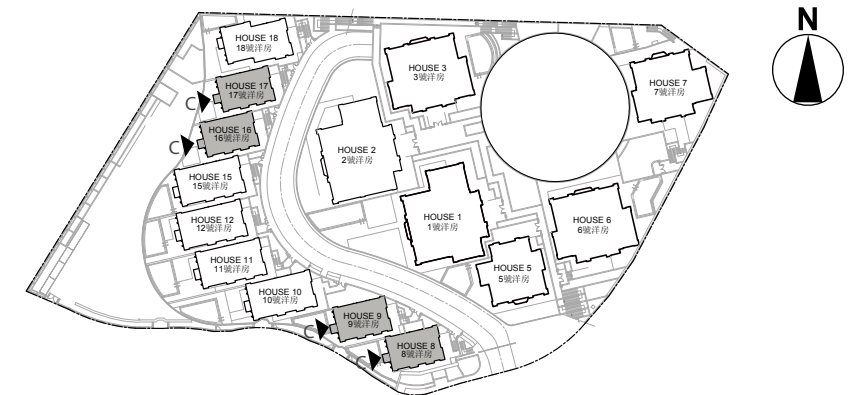 N
HOUSE 18
18號洋房
HOUSE 3
3號洋房
HOUSE 7
7號洋房
HOUSE 17
17號洋房
C
HOUSE 16
16號洋房
C
HOUSE 2
2號洋房
HOUSE 15
15號洋房
HOUSE 12
12號洋房
HOUSE 1
1號洋房
HOUSE 6
6號洋房
HOUSE 11
11號洋房
HOUSE 5
5號洋房
HOUSE 10
10號洋房
HOUSE 9
9號洋房
C
HOUSE 8
8號洋房
C